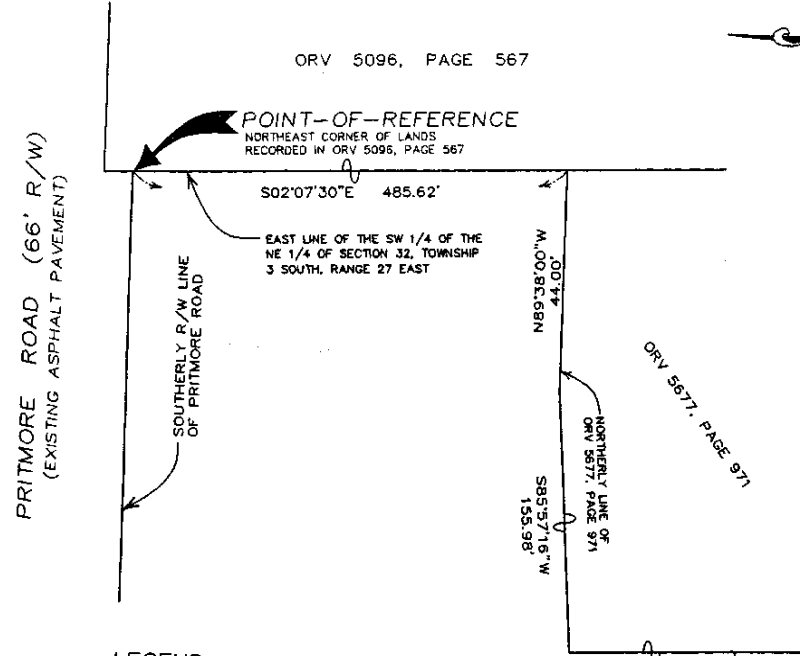 ORV 5096, PAGE 567
POINT-OF-REFERENCE
NORTHEAST CORNER OF LANDS
RECORDED IN ORV 5096, PAGE 567
S02°07'30"E 485.62'
EAST LINE OF THE SW 1/4 OF THE
NE 1/4 OF SECTION 32, TOWNSHIP
3 SOUTH, RANGE 27 EAST
PRITMORE ROAD (66' R/W)
(EXISTING ASPHALT PAVEMENT)
SOUTHERLY R/W LINE
OF PRITMORE ROAD
N89°38'00"W
44.00'
ORV 5677, PAGE 971
NORTHERLY LINE OF
ORV 5677, PAGE 971
S85°57'16"W
155.98'
LEGEND